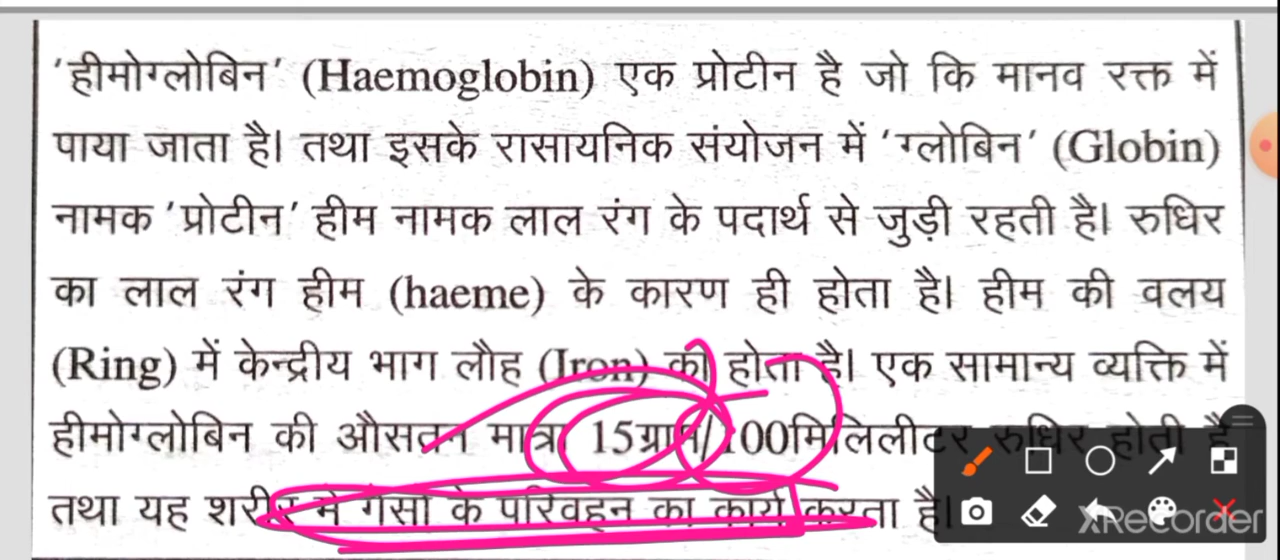 'हीमोग्लोबिन' (Haemoglobin) एक प्रोटीन है जो कि मानव रक्त में
पाया जाता है। तथा इसके रासायनिक संयोजन में 'ग्लोबिन' (Globin)
नामक 'प्रोटीन' हीम नामक लाल रंग के पदार्थ से जुड़ी रहती है। रुधिर
का लाल रंग हीम (haeme) के कारण ही होता है। हीम की वलय
(Ring) में केन्द्रीय भाग लौह (Iron) का होता है। एक सामान्य व्यक्ति में
हीमोग्लोबिन की औसतन मात्रा 15ग्राम/100मिलिलीटर रुधिर होती है
तथा यह शरीर में गैसों के परिवहन का कार्य करता है।
XRecorder